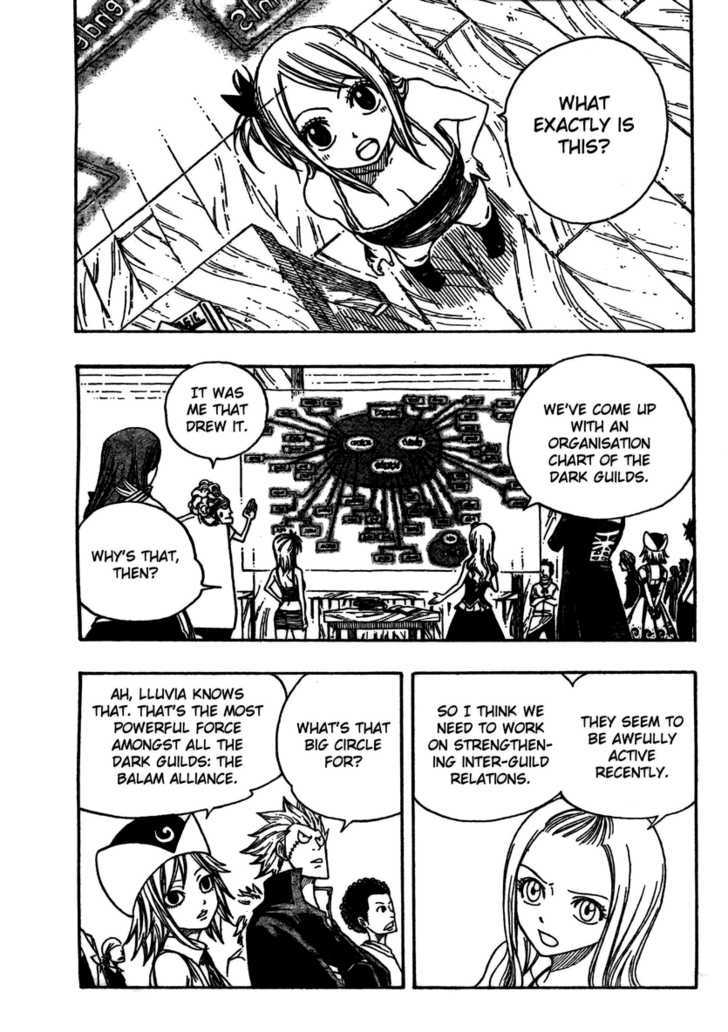 WHAT
EXACTLY IS
THIS?
WE'VE COME UP
WITH AN
ORGANISATION
CHART OF THE
DARK GUILDS.
IT WAS
ME THAT
DREW IT.
WHY'S THAT,
THEN?
THEY SEEM TO
BE AWFULLY
ACTIVE
RECENTLY.
SO I THINK WE
NEED TO WORK
ON STRENGTHEN-
ING INTER-GUILD
RELATIONS.
WHAT'S THAT
BIG CIRCLE
FOR?
AH, LLUVIA KNOWS
THAT. THAT'S THE MOST
POWERFUL FORCE
AMONGST ALL THE
DARK GUILDS: THE
BALAM ALLIANCE.